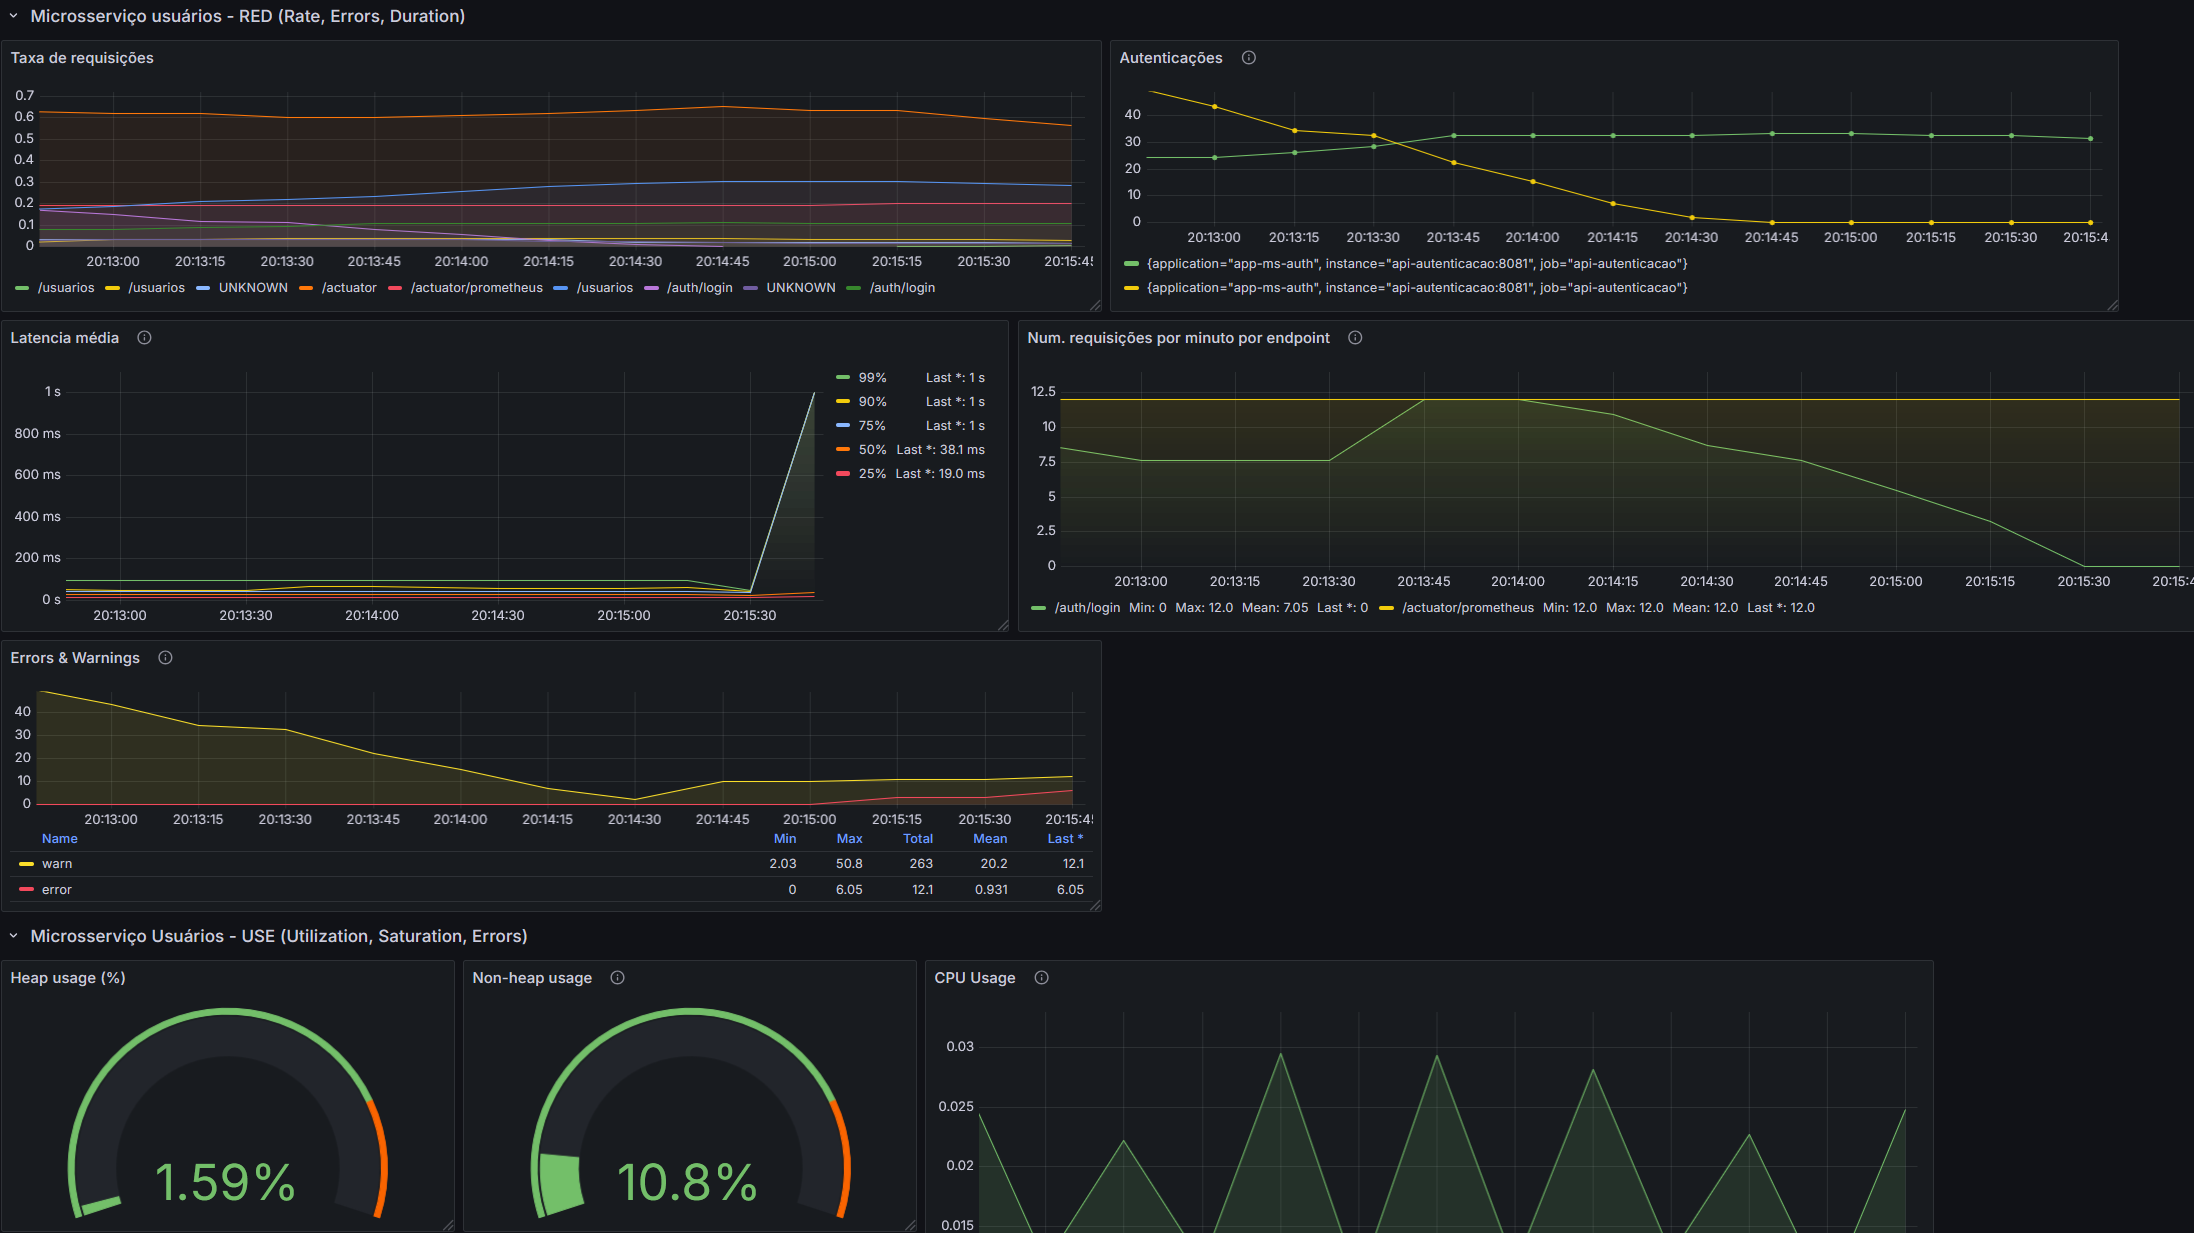 Microsserviço usuários - RED (Rate, Errors, Duration)
Taxa de requisições
0.7
0.6
0.5
0.4
0.3
0.2
0.1
0
20:13:00 20:13:15 20:13:30 20:13:45 20:14:00 20:14:15 20:14:30 20:14:45 20:15:00 20:15:15 20:15:30 20:15:45
/usuarios /usuarios UNKNOWN /actuator /actuator/prometheus /usuarios /auth/login UNKNOWN /auth/login
Autenticações
40
30
20
10
0
20:13:00 20:13:15 20:13:30 20:13:45 20:14:00 20:14:15 20:14:30 20:14:45 20:15:00 20:15:15 20:15:30 20:15:4
{application="app-ms-auth", instance="api-autenticacao:8081", job="api-autenticacao"}
{application="app-ms-auth", instance="api-autenticacao:8081", job="api-autenticacao"}
Latencia média
1 s
800 ms
600 ms
400 ms
200 ms
0 s
20:13:00 20:13:30 20:14:00 20:14:30 20:15:00 20:15:30
99% Last *: 1 s
90% Last *: 1 s
75% Last *: 1 s
50% Last *: 38.1 ms
25% Last *: 19.0 ms
Num. requisições por minuto por endpoint
12.5
10
7.5
5
2.5
0
20:13:00 20:13:15 20:13:30 20:13:45 20:14:00 20:14:15 20:14:30 20:14:45 20:15:00 20:15:15 20:15:30 20:15:4
/auth/login Min: 0 Max: 12.0 Mean: 7.05 Last *: 0 /actuator/prometheus Min: 12.0 Max: 12.0 Mean: 12.0 Last *: 12.0
Errors & Warnings
40
30
20
10
0
20:13:00 20:13:15 20:13:30 20:13:45 20:14:00 20:14:15 20:14:30 20:14:45 20:15:00 20:15:15 20:15:30 20:15:45
Name Min Max Total Mean Last *
warn 2.03 50.8 263 20.2 12.1
error 0 6.05 12.1 0.931 6.05
Microsserviço Usuários - USE (Utilization, Saturation, Errors)
Heap usage (%)
1.59%
Non-heap usage
10.8%
CPU Usage
0.03
0.025
0.02
0.015